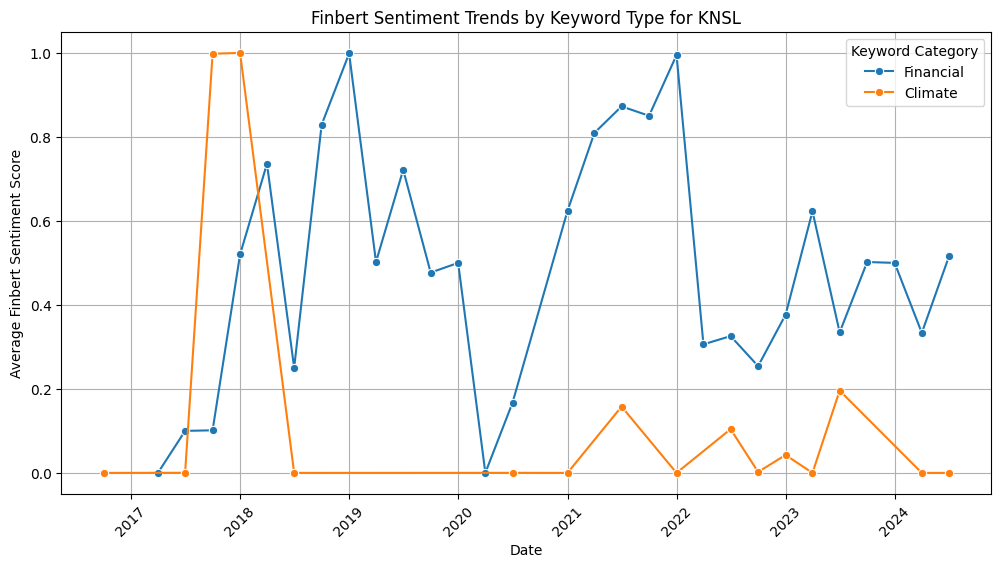 Finbert Sentiment Trends by Keyword Type for KNSL
Average Finbert Sentiment Score
1.0
0.8
0.6
0.4
0.2
0.0
Keyword Category
Financial
Climate
2017
2018
2019
2020
2021
2022
2023
2024
Date